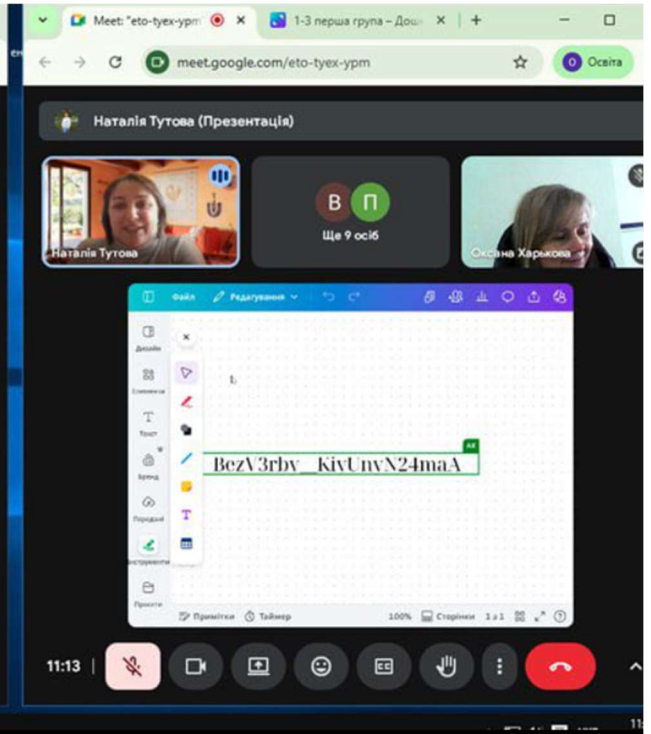 Meet: "eto-tyex-ypm"
1-3 перша група – Дош
meet.google.com/eto-tyex-ypm
Освіта
Наталія Тутова (Презентація)
Наталія Тутова
В П
Ще 9 осіб
Оксана Харькова
Файл
Редагування
Дизайн
Елементи
Текст
Бренд
Інструменти
Проєкти
BezV3rbv_KivUnvN24maA
Примітки
Таймер
100%
Сторінки
1 з 1
11:13